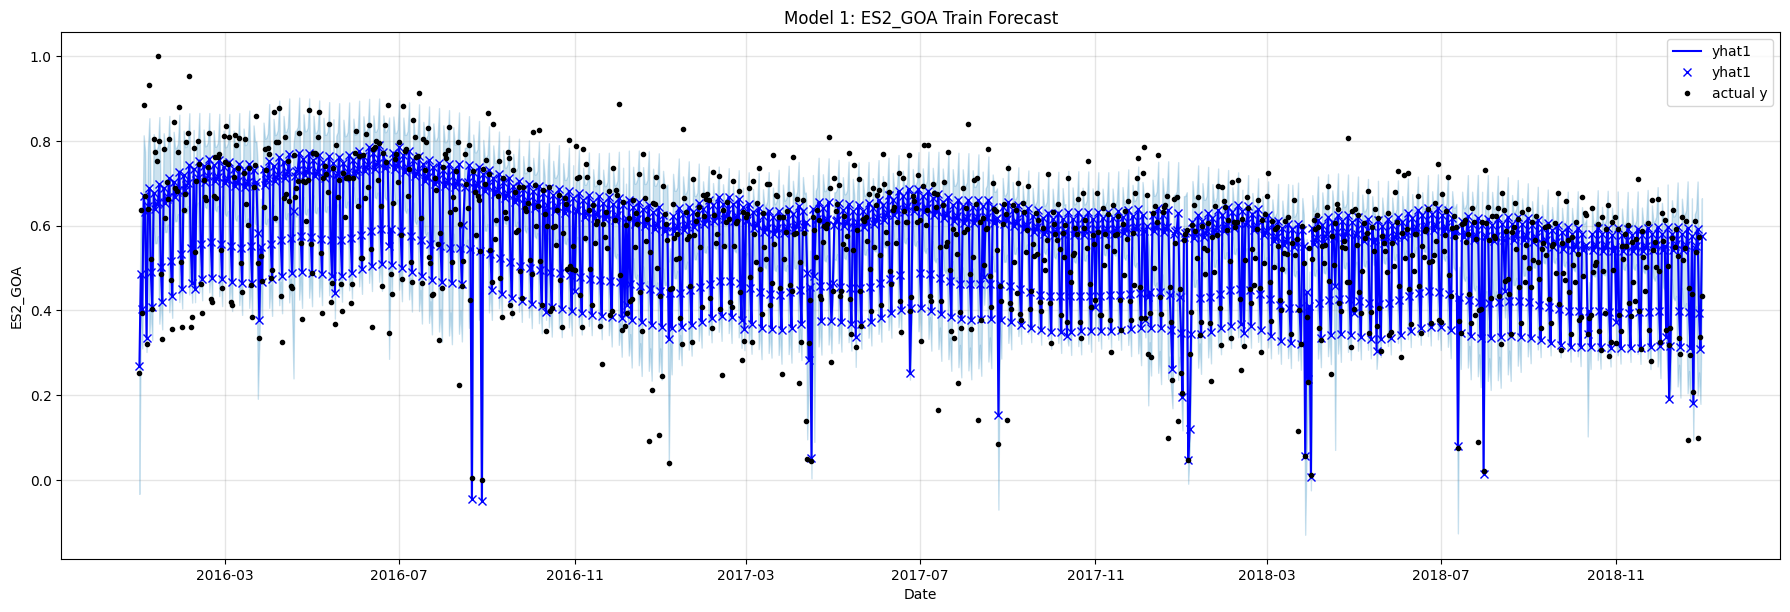 Model 1: ES2_GOA Train Forecast
yhat1
yhat1
actual y
1.0
0.8
0.6
0.4
0.2
0.0
ES2_GOA
2016-03
2016-07
2016-11
2017-03
2017-07
2017-11
2018-03
2018-07
2018-11
Date